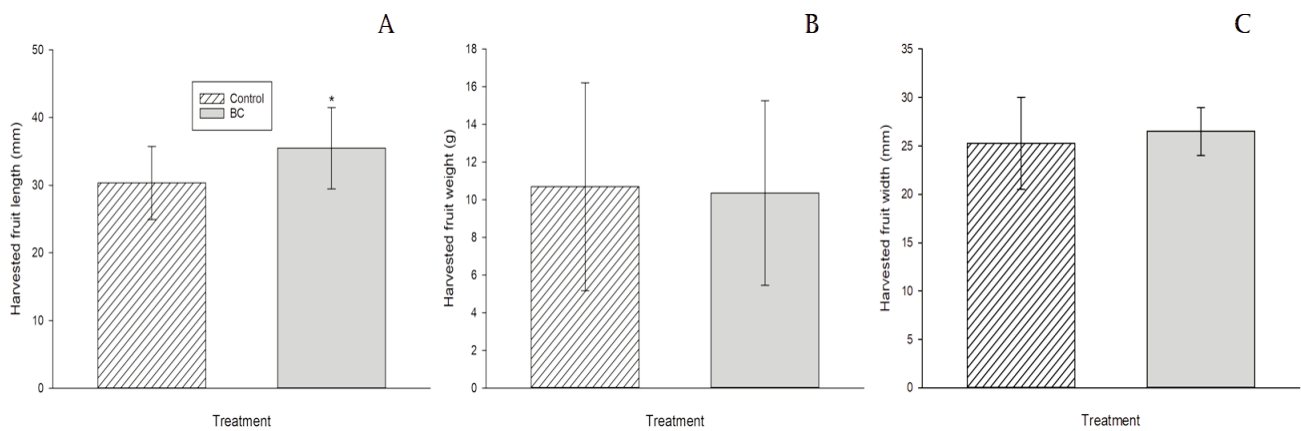 A
Harvested fruit length (mm)
50
40
30
20
10
0
Control
BC
*
Treatment
B
Harvested fruit weight (g)
18
16
14
12
10
8
6
4
2
0
Treatment
C
Harvested fruit width (mm)
35
30
25
20
15
10
5
0
Treatment